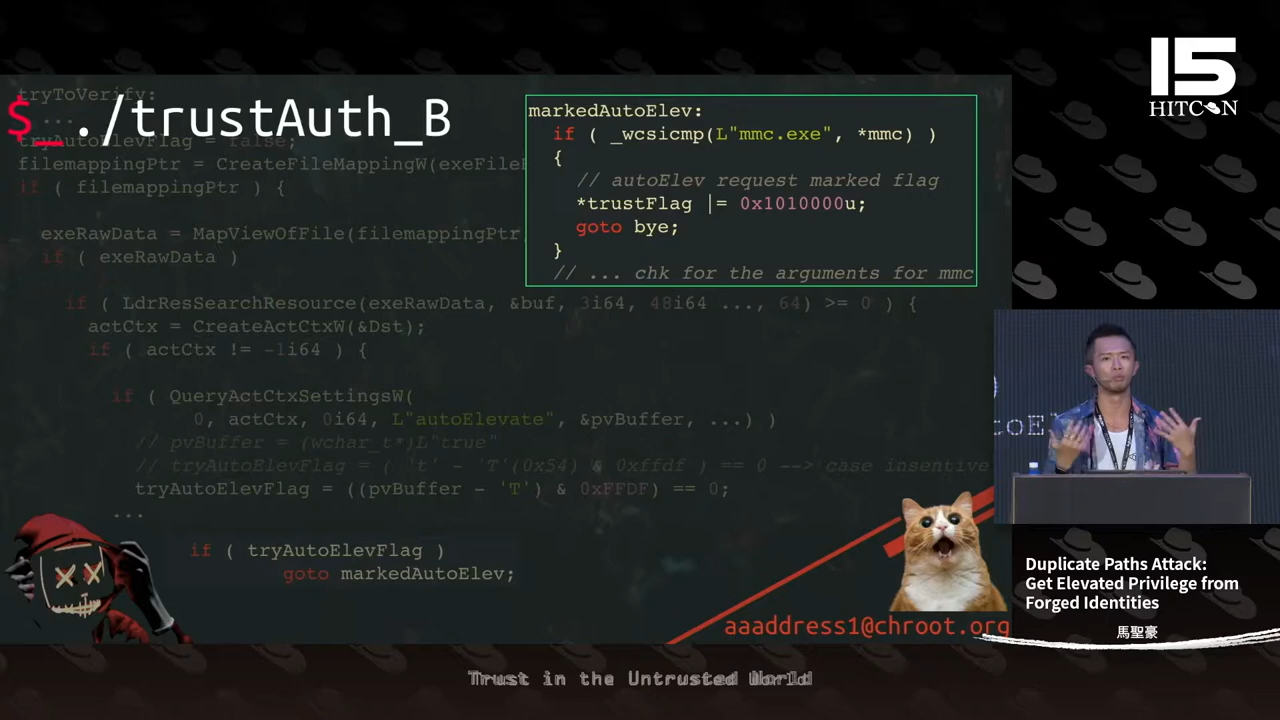 15
HITCON
tryToVerify:
...
$_ ./trustAuth_B
tryAutoElevFlag = false;
filemappingPtr = CreateFileMappingW(exeFile
if ( filemappingPtr ) {
exeRawData = MapViewOfFile(filemappingPtr
if ( exeRawData )
markedAutoElev:
if ( _wcsicmp(L"mmc.exe", *mmc) )
{
// autoElev request marked flag
*trustFlag |= 0x1010000u;
goto bye;
}
// ... chk for the arguments for mmc
if ( LdrResSearchResource(exeRawData, &buf, 3i64, 48i64 ..., 64) >= 0 ) {
actCtx = CreateActCtxW(&Dst);
if ( actCtx != -1i64 ) {
if ( QueryActCtxSettingsW(
0, actCtx, 0i64, L"autoElevate", &pvBuffer, ...) )
// pvBuffer = (wchar_t*)L"true"
// tryAutoElevFlag = ( 't' - 'T'(0x54) & 0xffdf ) == 0 --> case insentive
tryAutoElevFlag = ((pvBuffer - 'T') & 0xFFDF) == 0;
...
if ( tryAutoElevFlag )
goto markedAutoElev;
aaaddress1@chroot.org
Duplicate Paths Attack:
Get Elevated Privilege from
Forged Identities
馬聖豪
Trust in the Untrusted World